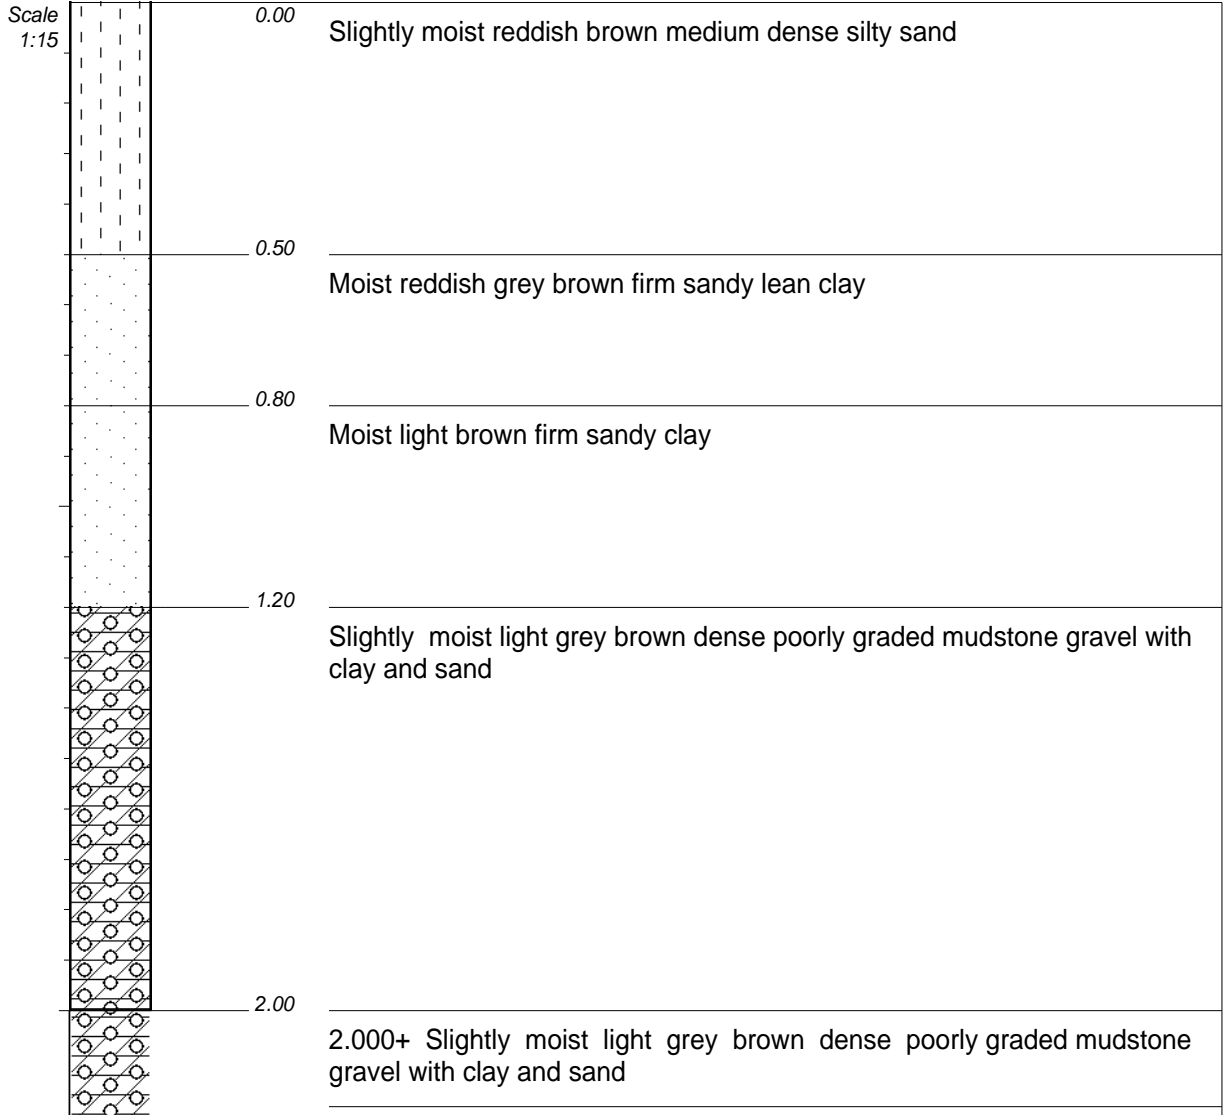 Scale
1:15
0.00
Slightly moist reddish brown medium dense silty sand
0.50
Moist reddish grey brown firm sandy lean clay
0.80
Moist light brown firm sandy clay
1.20
Slightly moist light grey brown dense poorly graded mudstone gravel with
clay and sand
2.00
2.000+ Slightly moist light grey brown dense poorly graded mudstone
gravel with clay and sand